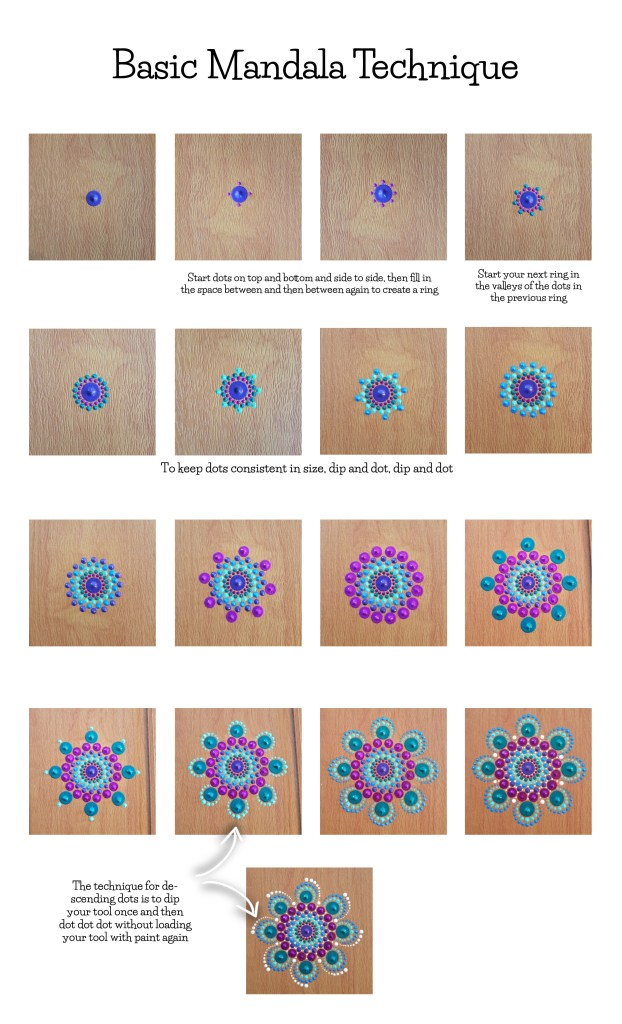 Basic Mandala Technique
Start dots on top and bottom and side to side, then fill in
the space between and then between again to create a ring
Start your next ring in
the valleys of the dots in
the previous ring
To keep dots consistent in size, dip and dot, dip and dot
The technique for de-
scending dots is to dip
your tool once and then
dot dot dot without loading
your tool with paint again